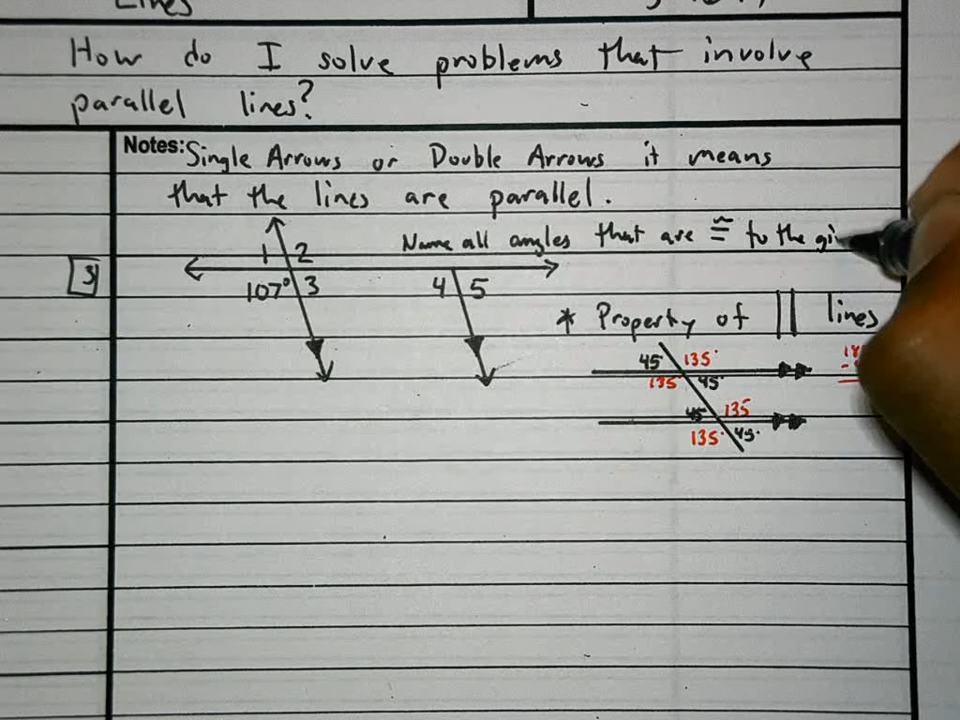 Lines
How do I solve problems that involve
parallel lines?
Notes: Single Arrows or Double Arrows it means
that the lines are parallel.
Name all angles that are ≅ to the gi
1 2
107° 3
4 5
* Property of || lines
45° 135°
135° 45°
45° 135
135° 45°